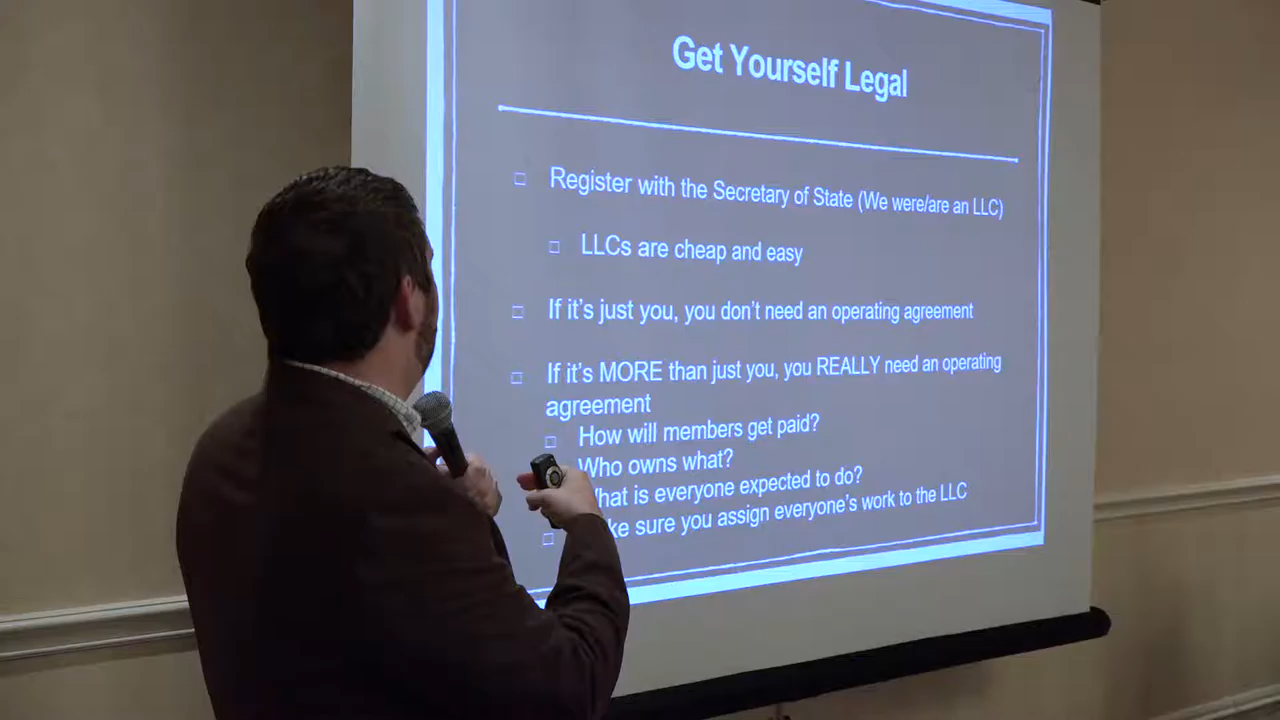 Get Yourself Legal
Register with the Secretary of State (We were/are an LLC)
LLCs are cheap and easy
If it's just you, you don't need an operating agreement
If it's MORE than just you, you REALLY need an operating
agreement
How will members get paid?
Who owns what?
is everyone expected to do?
sure you assign everyone's work to the LLC